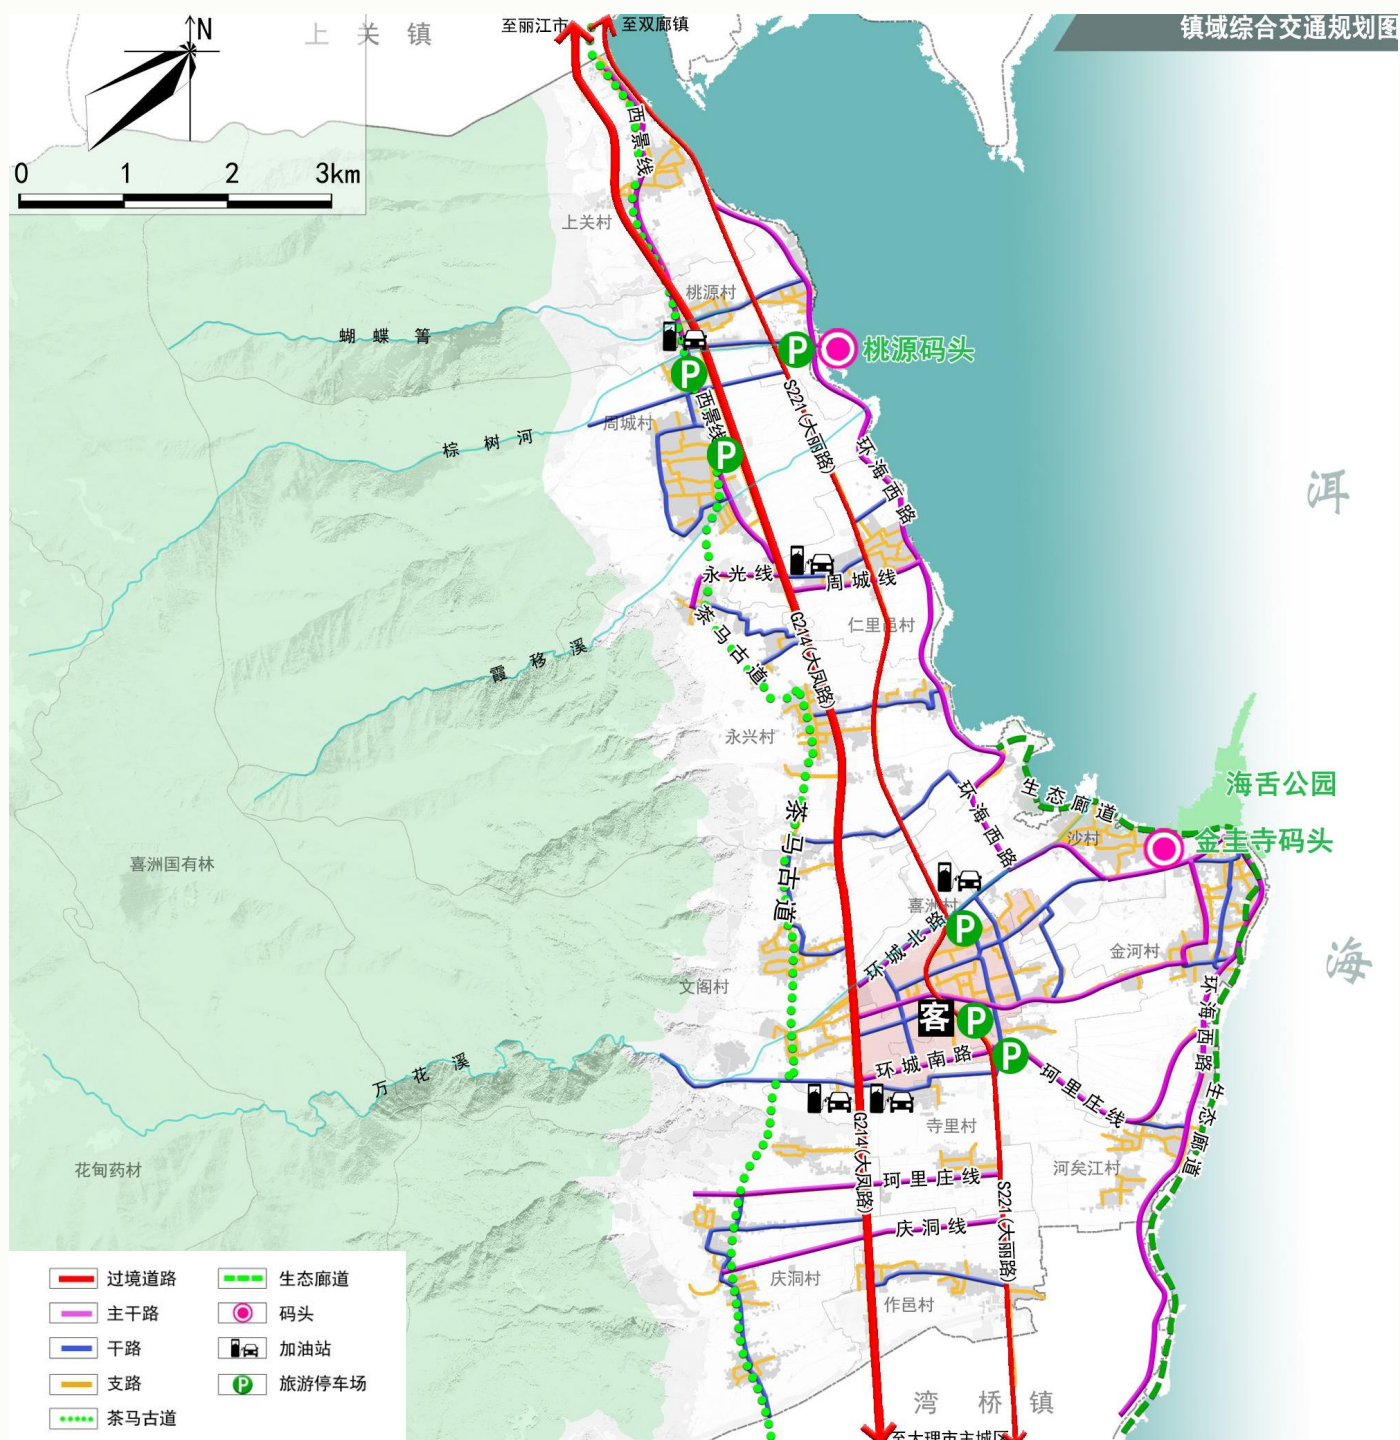 镇域综合交通规划图
N
上关镇
至丽江市
至双廊镇
0 1 2 3km
西景线
上关村
桃源村
蝴蝶箐
P
桃源码头
P
S221(大丽路)
西景线
周城村
棕树河
P
环海西路
洱
永光线
周城线
茶马古道
G214(大凤路)
仁里邑村
霞移溪
永兴村
环海西路
生态廊道
海舌公园
茶马古道
沙村
金圭寺码头
喜洲国有林
喜洲村
P
环城北路
金河村
海
文阁村
环海西路
客
P
环城南路
P
珂里庄线
万花溪
生态廊道
G214(大凤路)
寺里村
花甸药材
河矣江村
珂里庄线
S221(大丽路)
庆洞线
庆洞村
作邑村
湾桥镇
至大理市主城区
过境道路
生态廊道
主干路
码头
干路
加油站
支路
P
旅游停车场
茶马古道